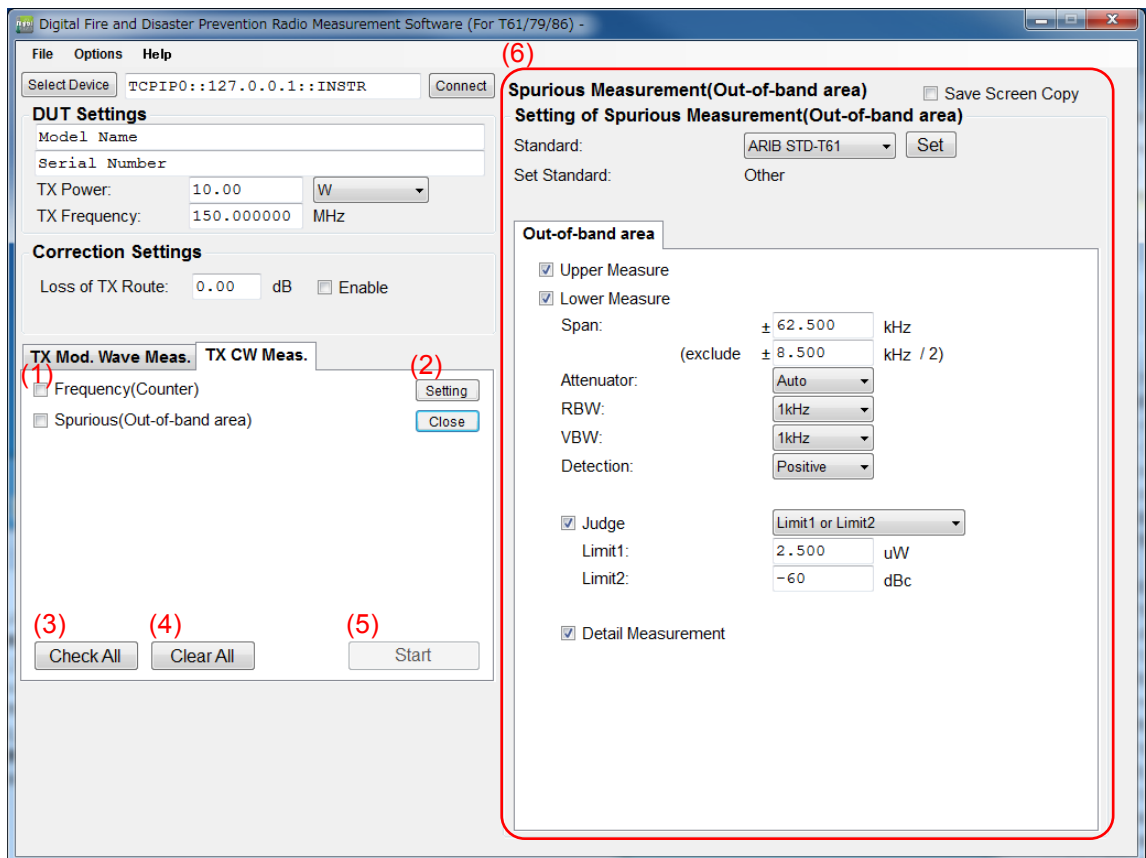 Digital Fire and Disaster Prevention Radio Measurement Software (For T61/79/86) -
File Options Help
Select Device TCPIP0::127.0.0.1::INSTR Connect
DUT Settings
Model Name
Serial Number
TX Power: 10.00 W
TX Frequency: 150.000000 MHz
Correction Settings
Loss of TX Route: 0.00 dB Enable
TX Mod. Wave Meas. TX CW Meas.
(1) (2)
Frequency(Counter) Setting
Spurious(Out-of-band area) Close
(3) (4) (5)
Check All Clear All Start
(6)
Spurious Measurement(Out-of-band area) Save Screen Copy
Setting of Spurious Measurement(Out-of-band area)
Standard: ARIB STD-T61 Set
Set Standard: Other
Out-of-band area
Upper Measure
Lower Measure
Span: ± 62.500 kHz
(exclude ± 8.500 kHz / 2)
Attenuator: Auto
RBW: 1kHz
VBW: 1kHz
Detection: Positive
Judge Limit1 or Limit2
Limit1: 2.500 uW
Limit2: -60 dBc
Detail Measurement